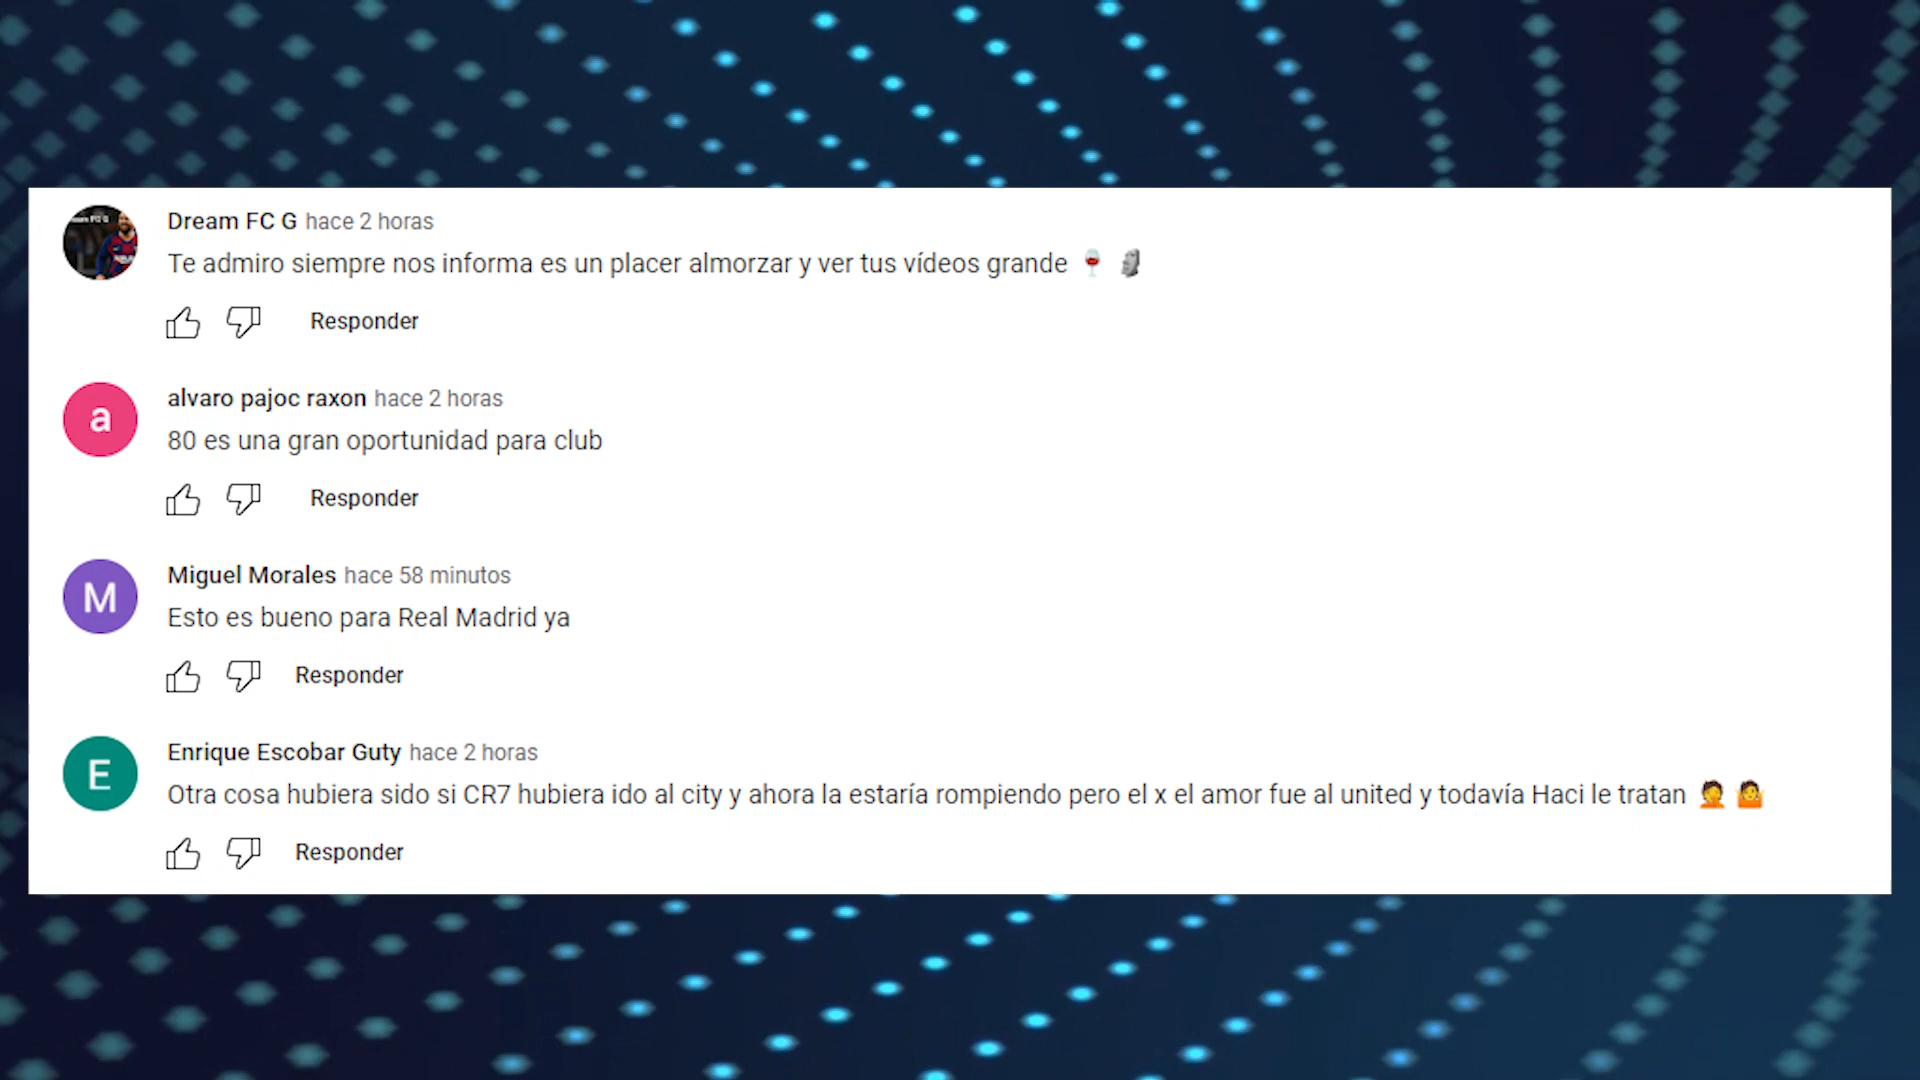 Dream FC G hace 2 horas
Te admiro siempre nos informa es un placer almorzar y ver tus vídeos grande 🍷 🗿
Responder
a
alvaro pajoc raxon hace 2 horas
80 es una gran oportunidad para club
Responder
M
Miguel Morales hace 58 minutos
Esto es bueno para Real Madrid ya
Responder
E
Enrique Escobar Guty hace 2 horas
Otra cosa hubiera sido si CR7 hubiera ido al city y ahora la estaría rompiendo pero el x el amor fue al united y todavía Haci le tratan 🤦 🤷
Responder